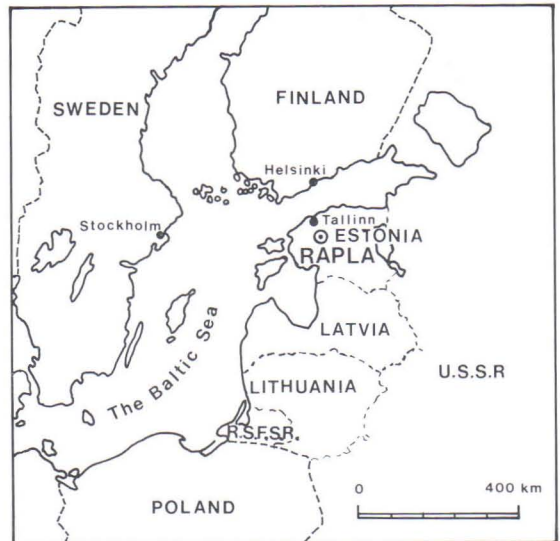 SWEDEN
FINLAND
Helsinki
Stockholm
Tallinn
ESTONIA
RAPLA
The Baltic Sea
LATVIA
LITHUANIA
U.S.S.R
R.S.F.S.R.
POLAND
0 400 km